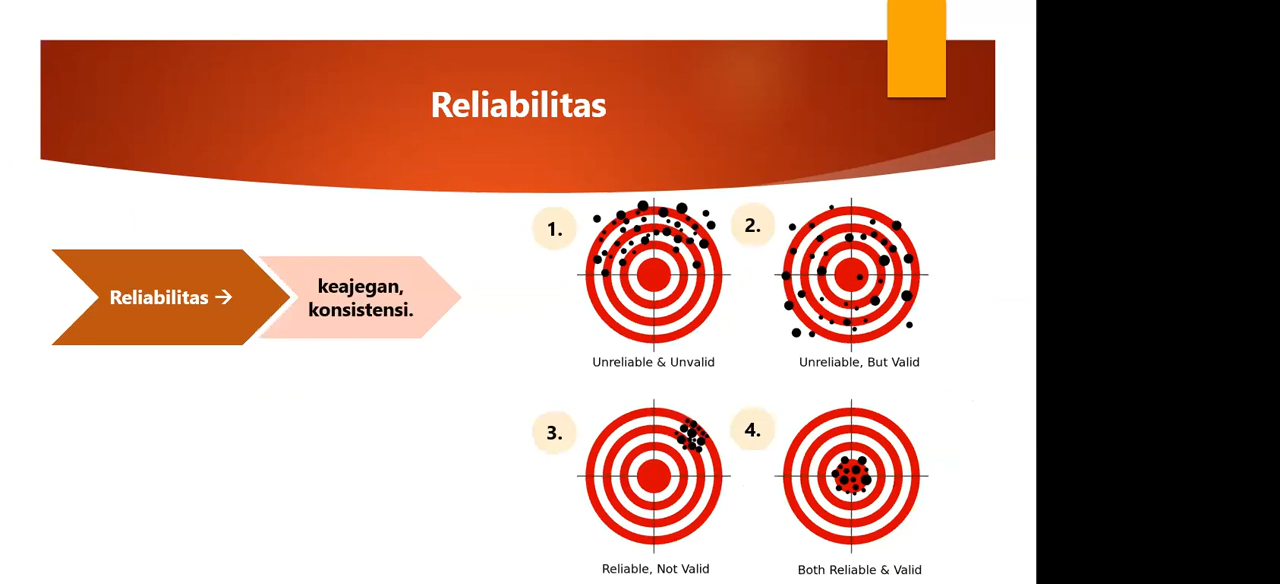 Reliabilitas
Reliabilitas →
keajegan,
konsistensi.
1.
2.
Unreliable & Unvalid
Unreliable, But Valid
3.
4.
Reliable, Not Valid
Both Reliable & Valid